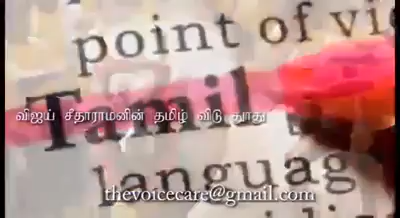 point of vi
விஜய் சீதாராமனின் தமிழ் விடு தூது
Tamil
languag
thevoicecare@gmail.com